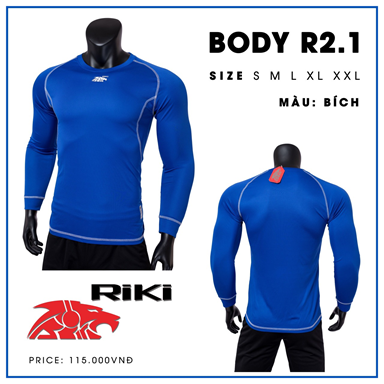 BODY R2.1
SIZE S M L XL XXL
MÀU: BÍCH
RiKi
PRICE: 115.000VNĐ